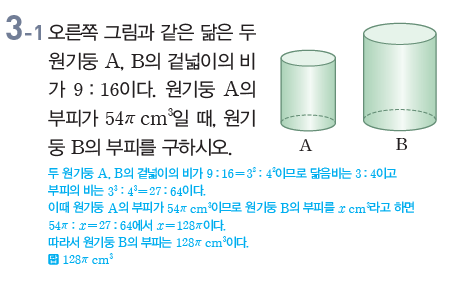 3-1 오른쪽 그림과 같은 닮은 두
원기둥 A, B의 겉넓이의 비
가 9 : 16이다. 원기둥 A의
부피가 54π cm³일 때, 원기
둥 B의 부피를 구하시오.
A B
두 원기둥 A, B의 겉넓이의 비가 9 : 16=3² : 4²이므로 닮음비는 3 : 4이고
부피의 비는 3³ : 4³=27 : 64이다.
이때 원기둥 A의 부피가 54π cm³이므로 원기둥 B의 부피를 x cm³라고 하면
54π : x=27 : 64에서 x=128π이다.
따라서 원기둥 B의 부피는 128π cm³이다.
답 128π cm³